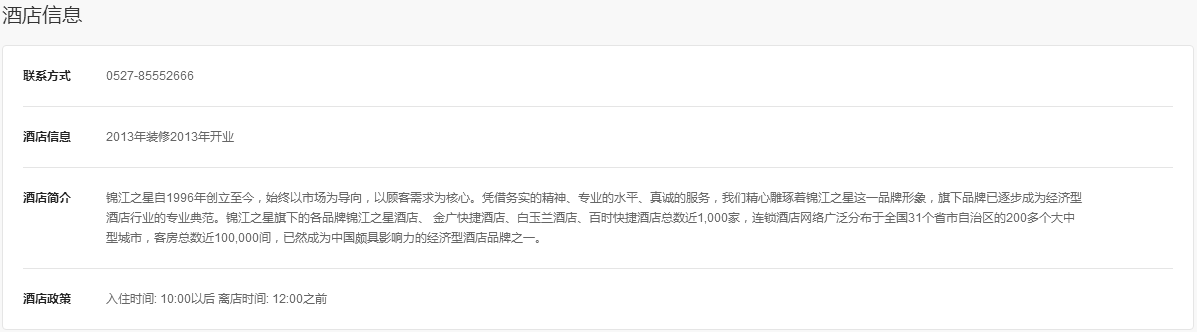 酒店信息
联系方式 0527-85552666
酒店信息 2013年装修2013年开业
酒店简介 锦江之星自1996年创立至今，始终以市场为导向，以顾客需求为核心。凭借务实的精神、专业的水平、真诚的服务，我们精心雕琢着锦江之星这一品牌形象，旗下品牌已逐步成为经济型
酒店行业的专业典范。锦江之星旗下的各品牌锦江之星酒店、 金广快捷酒店、白玉兰酒店、百时快捷酒店总数近1,000家，连锁酒店网络广泛分布于全国31个省市自治区的200多个大中
型城市，客房总数近100,000间，已然成为中国颇具影响力的经济型酒店品牌之一。
酒店政策 入住时间: 10:00以后 离店时间: 12:00之前